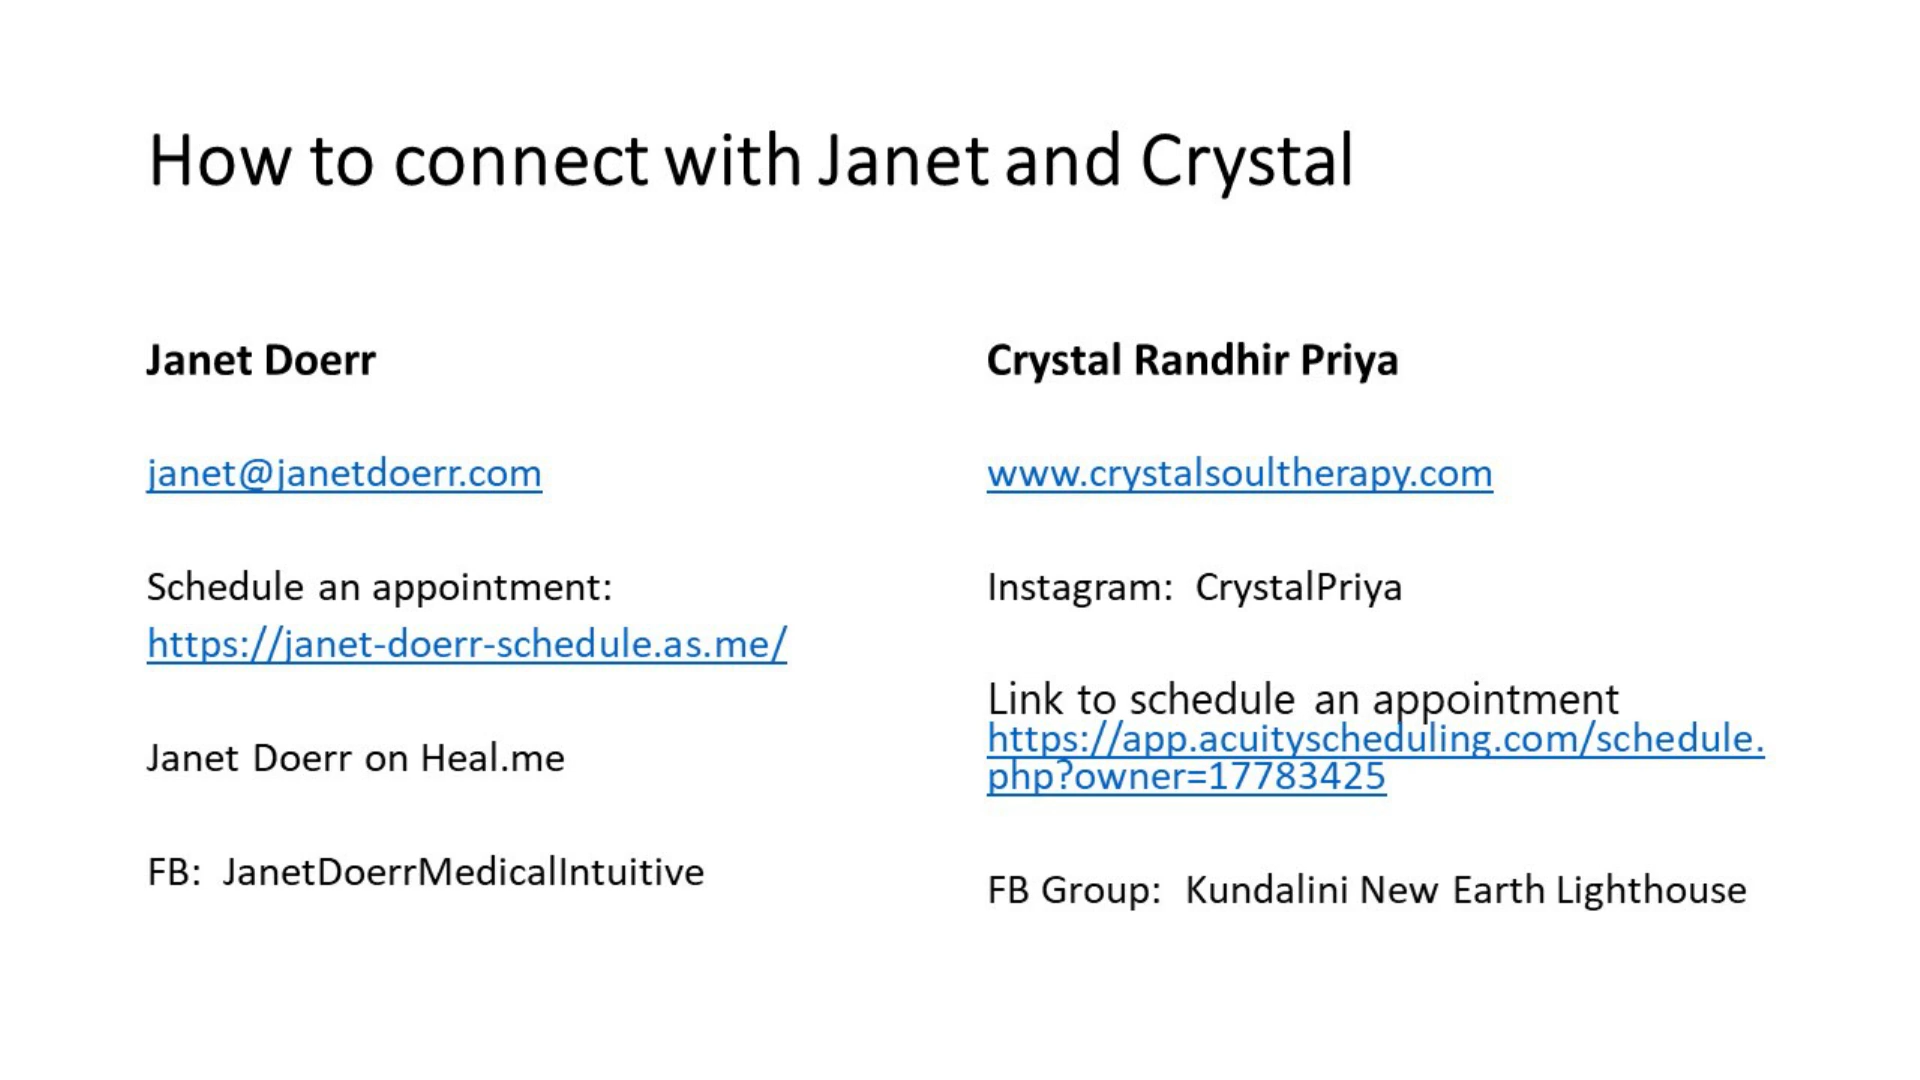 How to connect with Janet and Crystal
Janet Doerr
janet@janetdoerr.com
Schedule an appointment:
https://janet-doerr-schedule.as.me/
Janet Doerr on Heal.me
FB: JanetDoerrMedicalIntuitive
Crystal Randhir Priya
www.crystalsoultherapy.com
Instagram: CrystalPriya
Link to schedule an appointment
https://app.acuityscheduling.com/schedule.
php?owner=17783425
FB Group: Kundalini New Earth Lighthouse